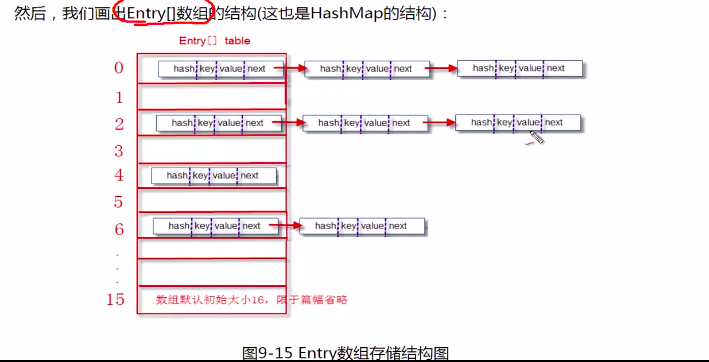 然后，我们画出Entry[]数组的结构(这也是HashMap的结构)：
Entry[] table
0 hash key value next hash key value next hash key value next
1
2 hash key value next hash key value next hash key value next
3
4 hash key value next
5
6 hash key value next hash key value next
.
.
.
15 数组默认初始大小16，限于篇幅省略
图9-15 Entry数组存储结构图